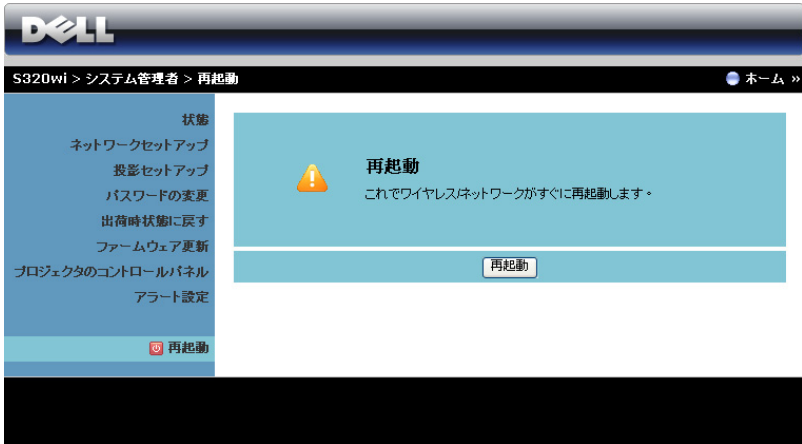 DELL
S320wi > システム管理者 > 再起動
ホーム »
状態
ネットワークセットアップ
投影セットアップ
パスワードの変更
出荷時状態に戻す
ファームウェア更新
プロジェクタのコントロールパネル
アラート設定
再起動
再起動
これでワイヤレス/ネットワークがすぐに再起動します。
再起動